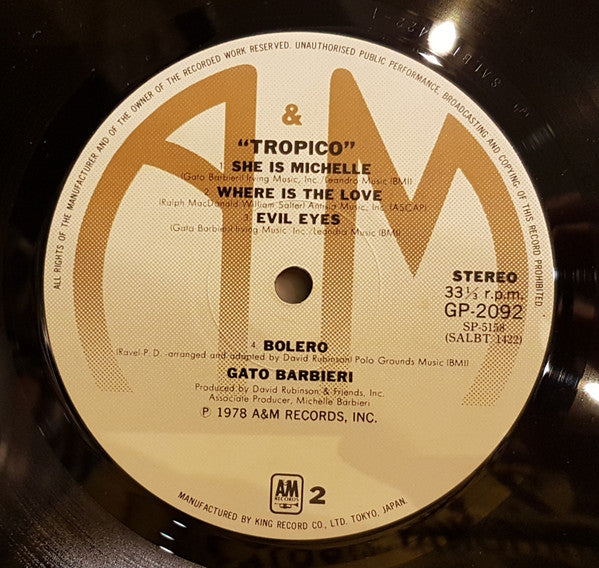 ALL RIGHTS OF THE MANUFACTURER AND OF THE OWNER OF THE RECORDED WORK RESERVED. UNAUTHORISED PUBLIC PERFORMANCE, BROADCASTING AND COPYING OF THIS RECORD PROHIBITED.
A & M
"TROPICO"
1. SHE IS MICHELLE
(Gato Barbieri) Irving Music, Inc./Leandra Music (BMI)
2. WHERE IS THE LOVE
(Ralph MacDonald-William Salter) Antisia Music, Inc. (ASCAP)
3. EVIL EYES
(Gato Barbieri) Irving Music Inc./Leandra Music (BMI)
STEREO
33⅓ r.p.m.
GP-2092
SP-5158
(SALBT 1422)
4. BOLERO
(Ravel-P. D. -arranged and adapted by David Rubinson) Polo Grounds Music (BMI)
GATO BARBIERI
Produced by David Rubinson & Friends, Inc.
Associate Producer, Michelle Barbieri
℗ 1978 A&M RECORDS, INC.
A&M
RECORDS
2
MANUFACTURED BY KING RECORD CO., LTD. TOKYO, JAPAN.